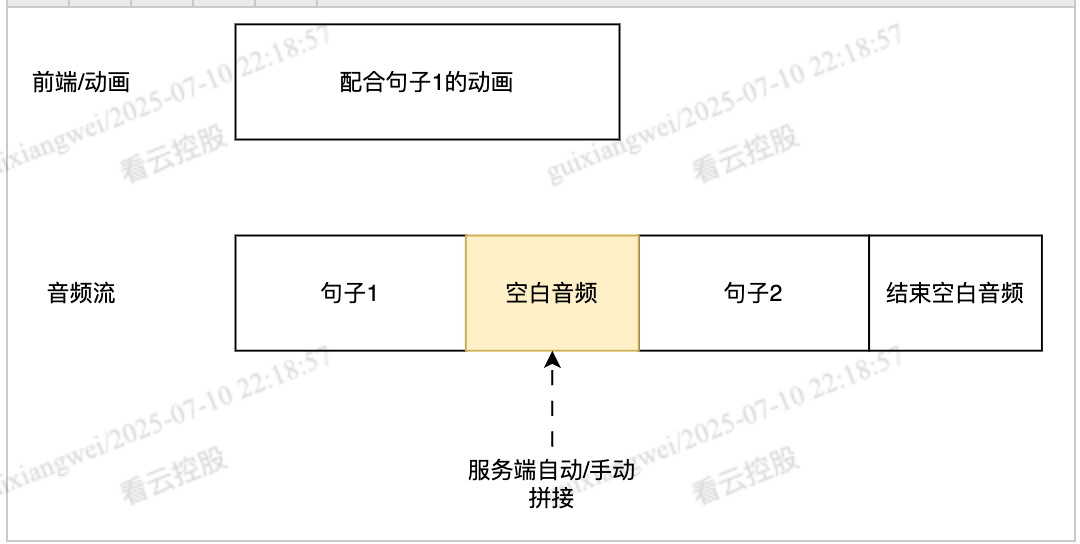 前端/动画
配合句子1的动画
音频流
句子1
空白音频
句子2
结束空白音频
服务端自动/手动
拼接
guixiangwei/2025-07-10 22:18:57
看云控股
guixiangwei/2025-07-10 22:18:57
看云控股
ixiangwei/2025-07-10 22:18:57
看云控股
guixiangwei/2025-07-10 22:18:57
看云控股